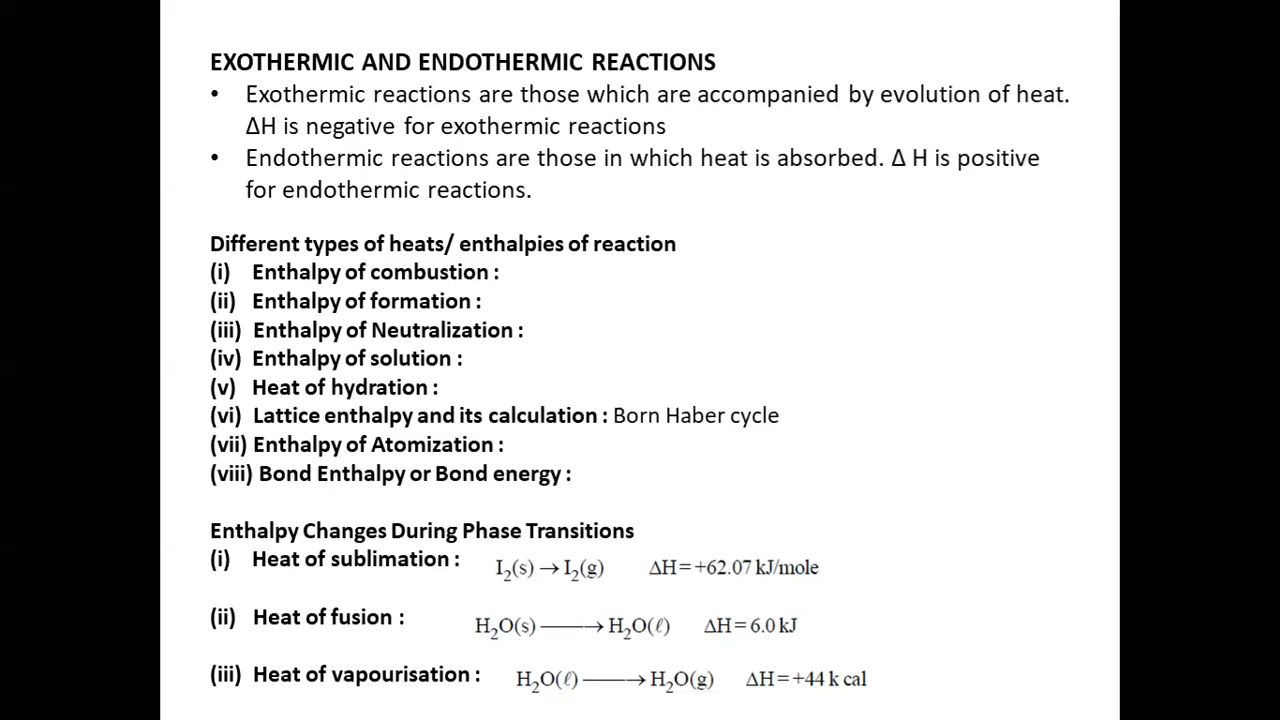 EXOTHERMIC AND ENDOTHERMIC REACTIONS
• Exothermic reactions are those which are accompanied by evolution of heat.
ΔH is negative for exothermic reactions
• Endothermic reactions are those in which heat is absorbed. Δ H is positive
for endothermic reactions.
Different types of heats/ enthalpies of reaction
(i) Enthalpy of combustion :
(ii) Enthalpy of formation :
(iii) Enthalpy of Neutralization :
(iv) Enthalpy of solution :
(v) Heat of hydration :
(vi) Lattice enthalpy and its calculation : Born Haber cycle
(vii) Enthalpy of Atomization :
(viii) Bond Enthalpy or Bond energy :
Enthalpy Changes During Phase Transitions
(i) Heat of sublimation : I₂(s) → I₂(g) ΔH = +62.07 kJ/mole
(ii) Heat of fusion : H₂O(s) ⟶ H₂O(ℓ) ΔH = 6.0 kJ
(iii) Heat of vapourisation : H₂O(ℓ) ⟶ H₂O(g) ΔH = +44 k cal